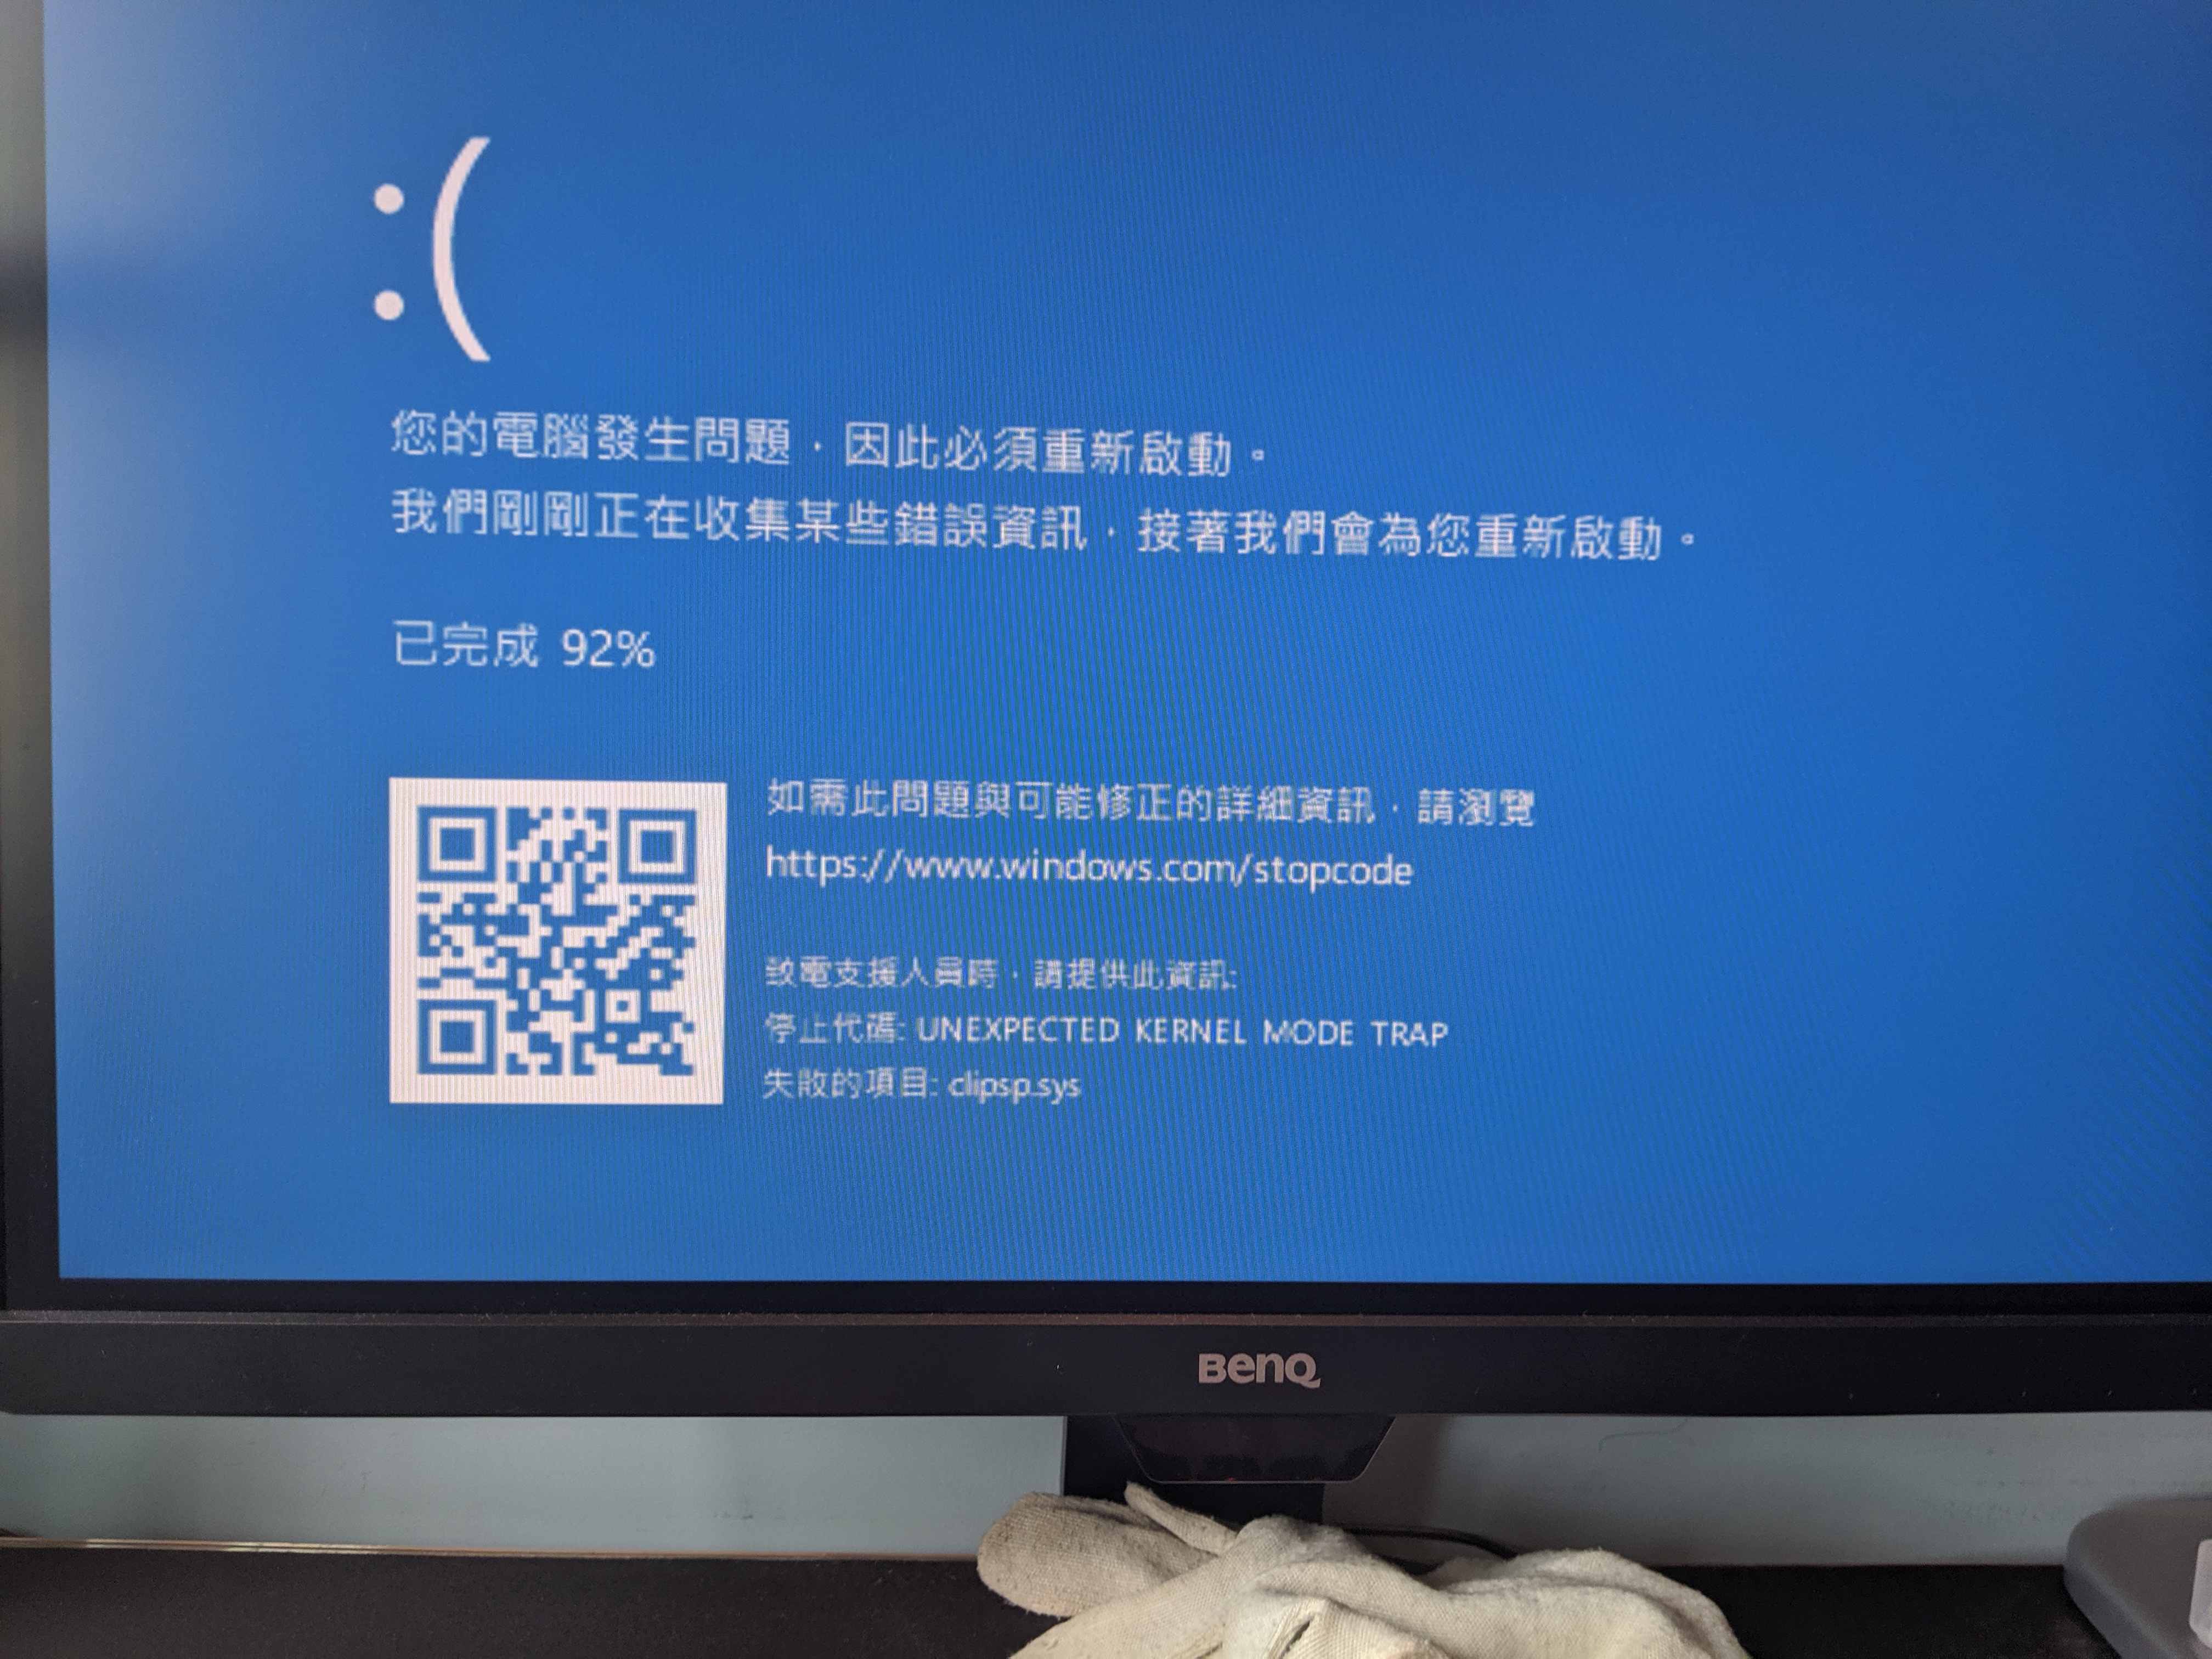 :(
您的電腦發生問題，因此必須重新啟動。
我們剛剛正在收集某些錯誤資訊，接著我們會為您重新啟動。
已完成 92%
如需此問題與可能修正的詳細資訊，請瀏覽
https://www.windows.com/stopcode
致電支援人員時，請提供此資訊:
停止代碼: UNEXPECTED KERNEL MODE TRAP
失敗的項目: clipsp.sys
BenQ